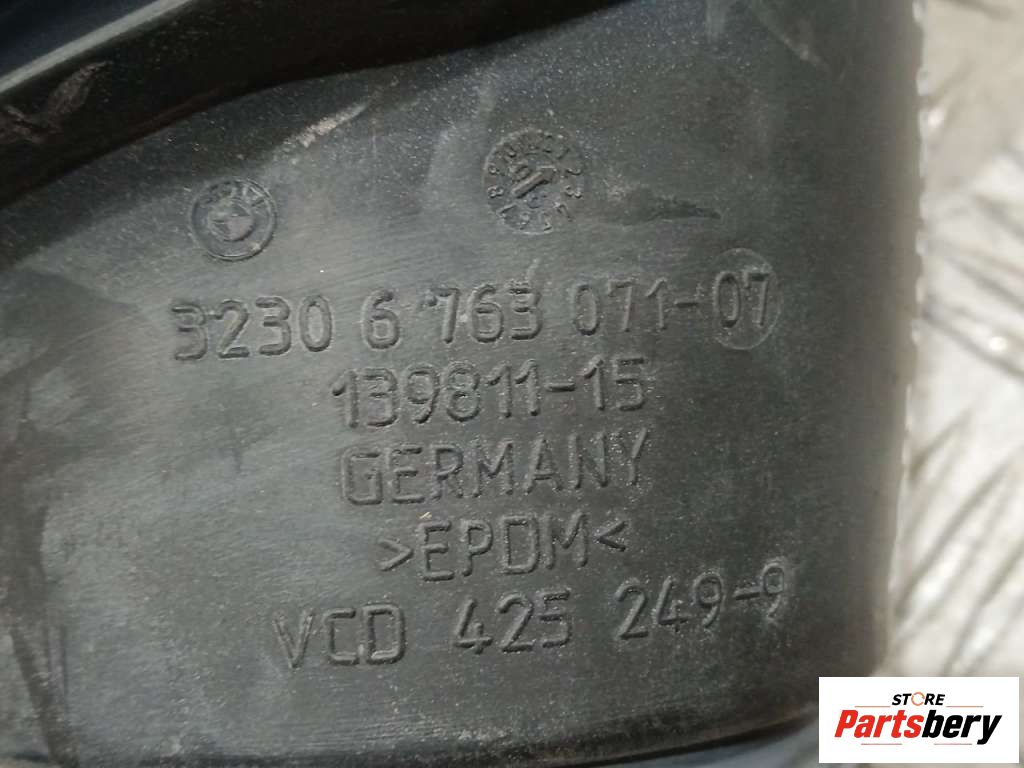 3230 6 763 071-07
139811-15
GERMANY
>EPDM<
VCD 425 249-9
STORE
Partsbery